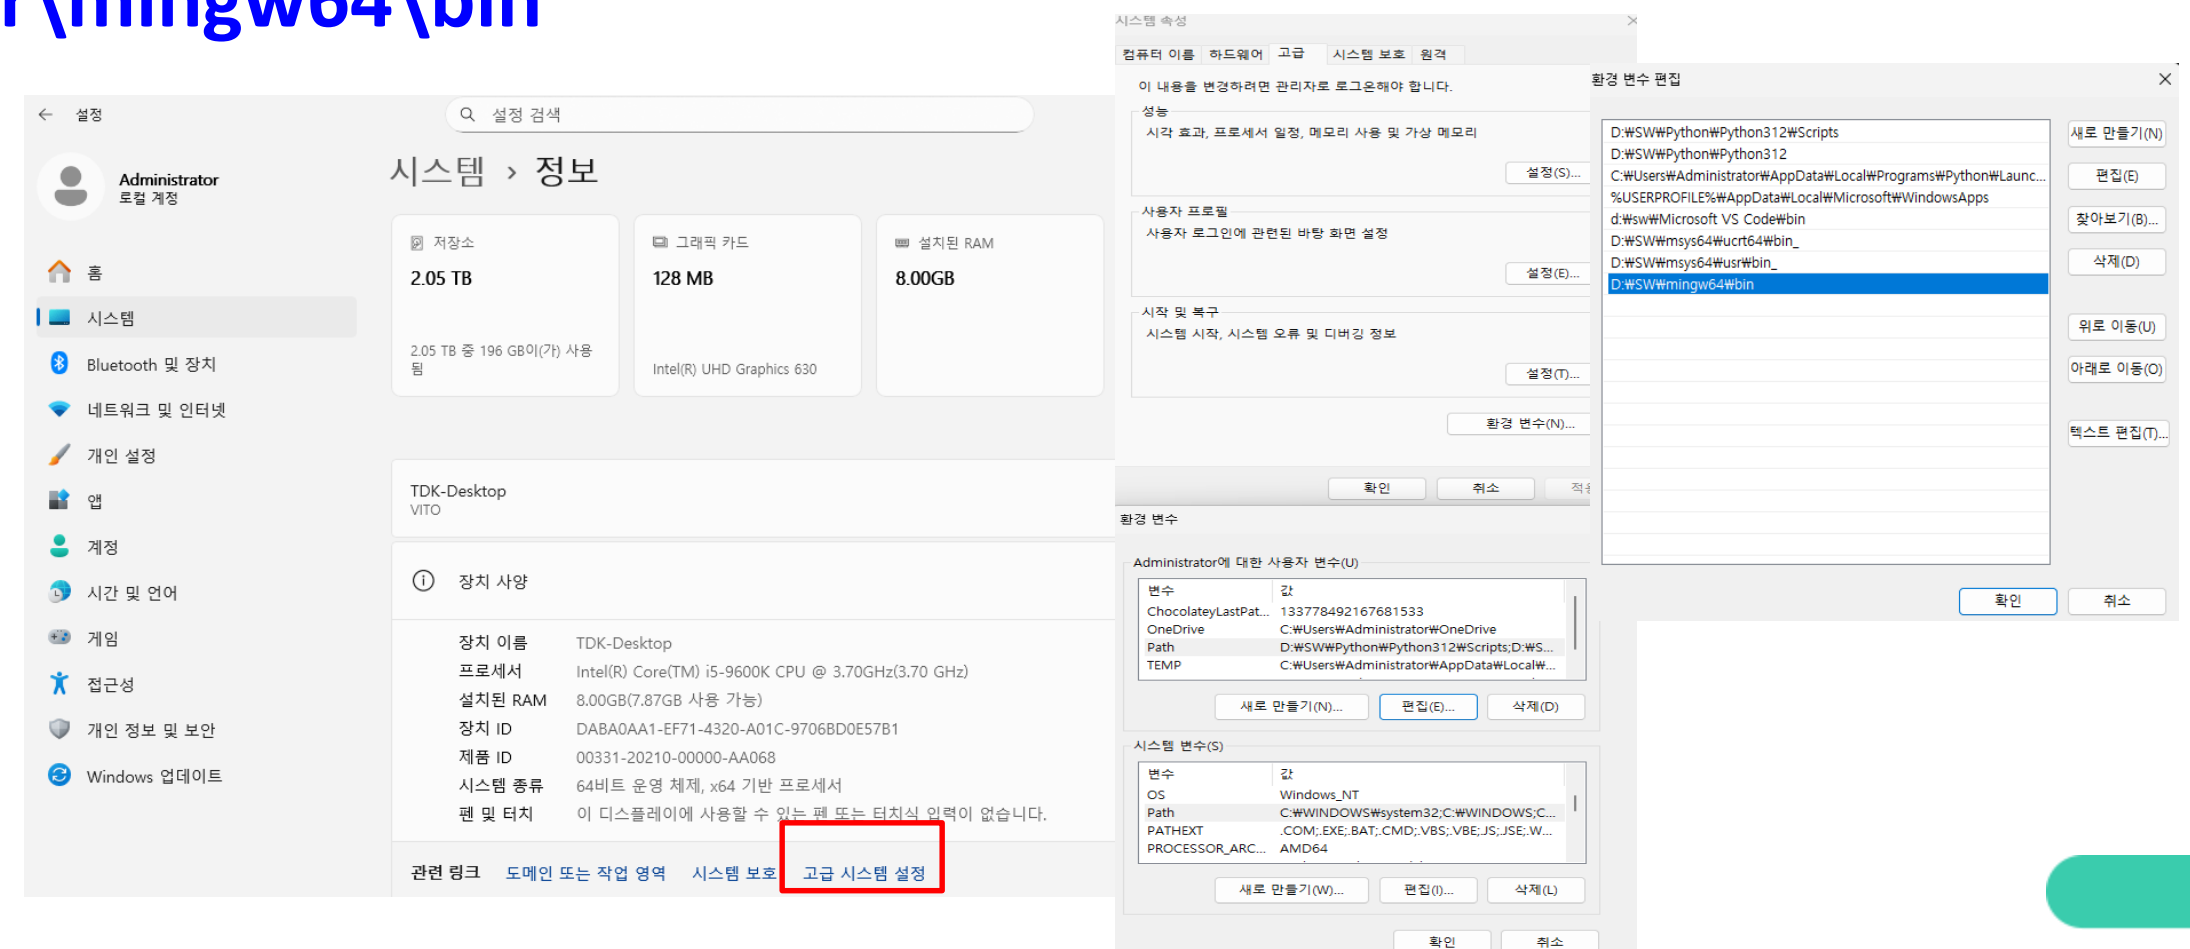 r\mingw64\bin
← 설정
설정 검색
Administrator
로컬 계정
홈
시스템
Bluetooth 및 장치
네트워크 및 인터넷
개인 설정
앱
계정
시간 및 언어
게임
접근성
개인 정보 및 보안
Windows 업데이트
시스템 › 정보
저장소
2.05 TB
2.05 TB 중 196 GB이(가) 사용
됨
그래픽 카드
128 MB
Intel(R) UHD Graphics 630
설치된 RAM
8.00GB
TDK-Desktop
VITO
장치 사양
장치 이름 TDK-Desktop
프로세서 Intel(R) Core(TM) i5-9600K CPU @ 3.70GHz(3.70 GHz)
설치된 RAM 8.00GB(7.87GB 사용 가능)
장치 ID DABA0AA1-EF71-4320-A01C-9706BD0E57B1
제품 ID 00331-20210-00000-AA068
시스템 종류 64비트 운영 체제, x64 기반 프로세서
펜 및 터치 이 디스플레이에 사용할 수 있는 펜 또는 터치식 입력이 없습니다.
관련 링크 도메인 또는 작업 영역 시스템 보호 고급 시스템 설정
시스템 속성
컴퓨터 이름 하드웨어 고급 시스템 보호 원격
이 내용을 변경하려면 관리자로 로그온해야 합니다.
성능
시각 효과, 프로세서 일정, 메모리 사용 및 가상 메모리
설정(S)...
사용자 프로필
사용자 로그인에 관련된 바탕 화면 설정
설정(E)...
시작 및 복구
시스템 시작, 시스템 오류 및 디버깅 정보
설정(T)...
환경 변수(N)...
확인 취소
환경 변수
Administrator에 대한 사용자 변수(U)
변수 값
ChocolateyLastPat... 133778492167681533
OneDrive C:₩Users₩Administrator₩OneDrive
Path D:₩SW₩Python₩Python312₩Scripts;D:₩S...
TEMP C:₩Users₩Administrator₩AppData₩Local₩...
새로 만들기(N)... 편집(E)... 삭제(D)
시스템 변수(S)
변수 값
OS Windows_NT
Path C:₩WINDOWS₩system32;C:₩WINDOWS;C...
PATHEXT .COM;.EXE;.BAT;.CMD;.VBS;.VBE;.JS;.JSE;.W...
PROCESSOR_ARC... AMD64
새로 만들기(W)... 편집(I)... 삭제(L)
확인 취소
환경 변수 편집
D:₩SW₩Python₩Python312₩Scripts
D:₩SW₩Python₩Python312
C:₩Users₩Administrator₩AppData₩Local₩Programs₩Python₩Launc...
%USERPROFILE%₩AppData₩Local₩Microsoft₩WindowsApps
d:₩sw₩Microsoft VS Code₩bin
D:₩SW₩msys64₩ucrt64₩bin_
D:₩SW₩msys64₩usr₩bin_
D:₩SW₩mingw64₩bin
새로 만들기(N)
편집(E)
찾아보기(B)...
삭제(D)
위로 이동(U)
아래로 이동(O)
텍스트 편집(T)...
확인 취소